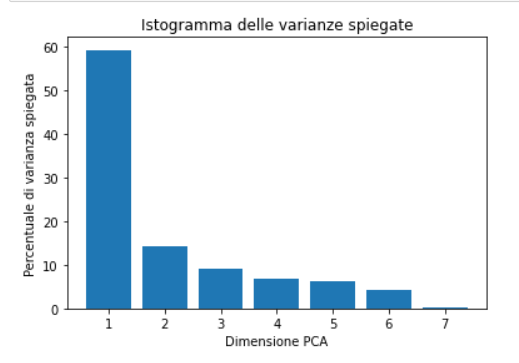 Istogramma delle varianze spiegate
Percentuale di varianza spiegata
60
50
40
30
20
10
0
1 2 3 4 5 6 7
Dimensione PCA